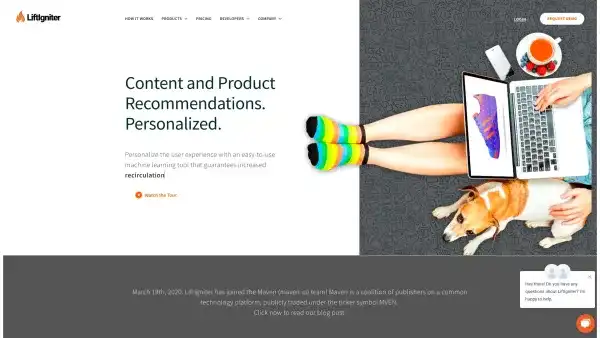 LiftIgniter
HOW IT WORKS PRODUCTS PRICING DEVELOPERS COMPANY
LOGIN REQUEST DEMO
Content and Product
Recommendations.
Personalized.
Personalize the user experience with an easy-to-use
machine learning tool that guarantees increased
recirculation
Watch the Tour
March 19th, 2020. LiftIgniter has joined the Maven (maven.io) team! Maven is a coalition of publishers on a common
technology platform, publicly traded under the ticker symbol MVEN.
Click now to read our blog post
Hey there! Do you have any
questions about LiftIgniter? I'm
happy to help.